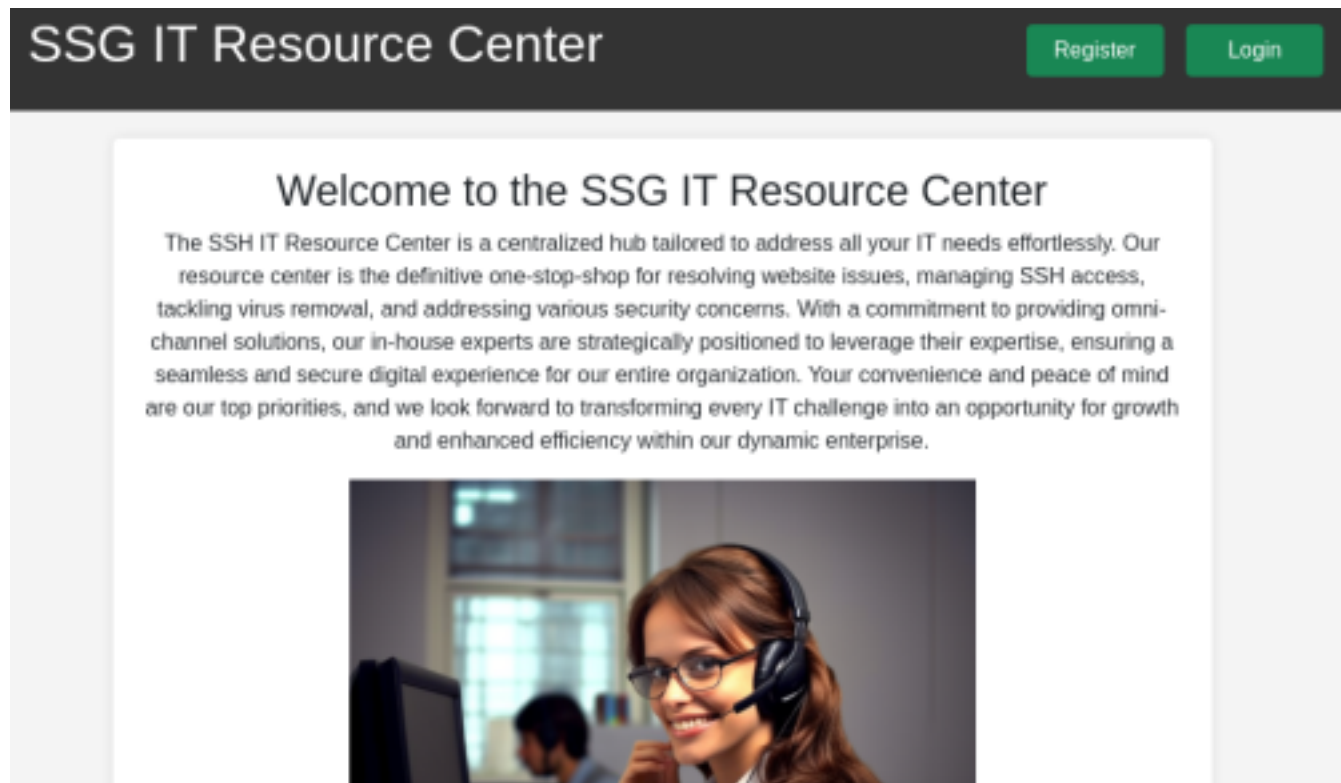 SSG IT Resource Center
Register
Login
Welcome to the SSG IT Resource Center
The SSH IT Resource Center is a centralized hub tailored to address all your IT needs effortlessly. Our
resource center is the definitive one-stop-shop for resolving website issues, managing SSH access,
tackling virus removal, and addressing various security concerns. With a commitment to providing omni-
channel solutions, our in-house experts are strategically positioned to leverage their expertise, ensuring a
seamless and secure digital experience for our entire organization. Your convenience and peace of mind
are our top priorities, and we look forward to transforming every IT challenge into an opportunity for growth
and enhanced efficiency within our dynamic enterprise.